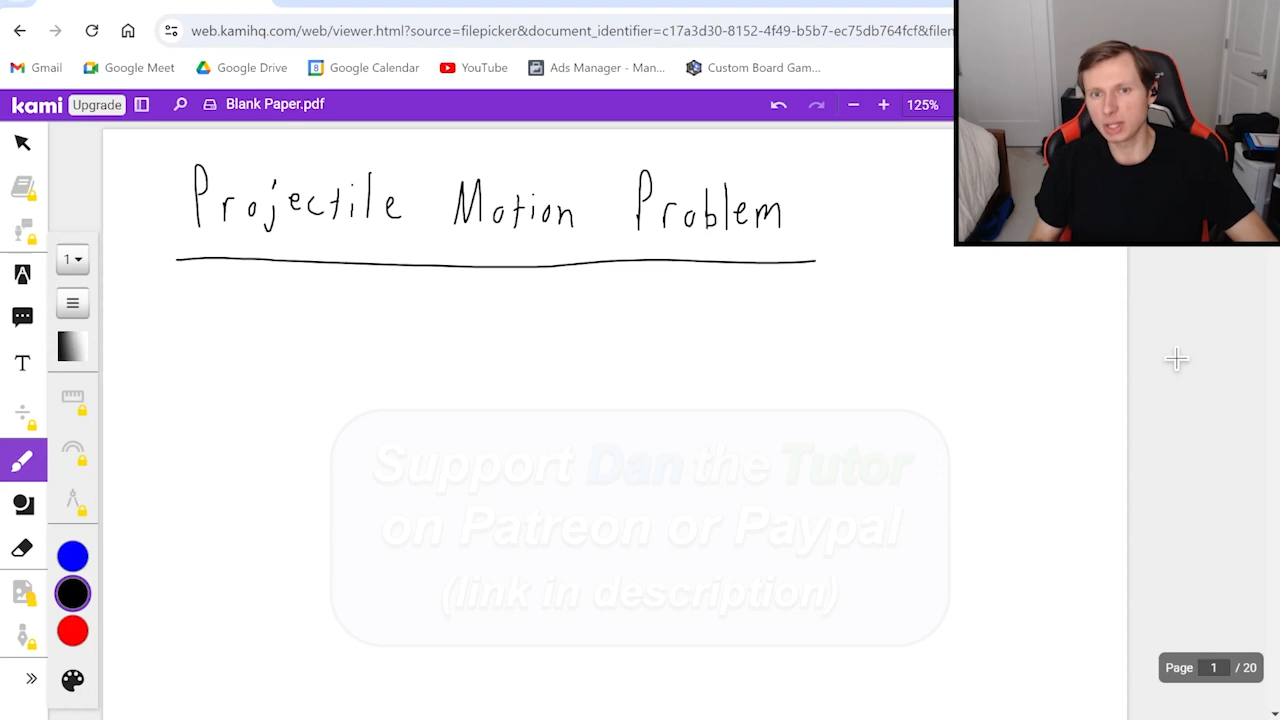 web.kamihq.com/web/viewer.html?source=filepicker&document_identifier=c17a3d30-8152-4f49-b5b7-ec75db764fcf&filen
Gmail Google Meet Google Drive 8 Google Calendar YouTube Ads Manager - Man... Custom Board Gam...
kami Upgrade Blank Paper.pdf 125%
Projectile Motion Problem
1
T
Support Dan the Tutor
on Patreon or Paypal
(link in description)
Page 1 / 20